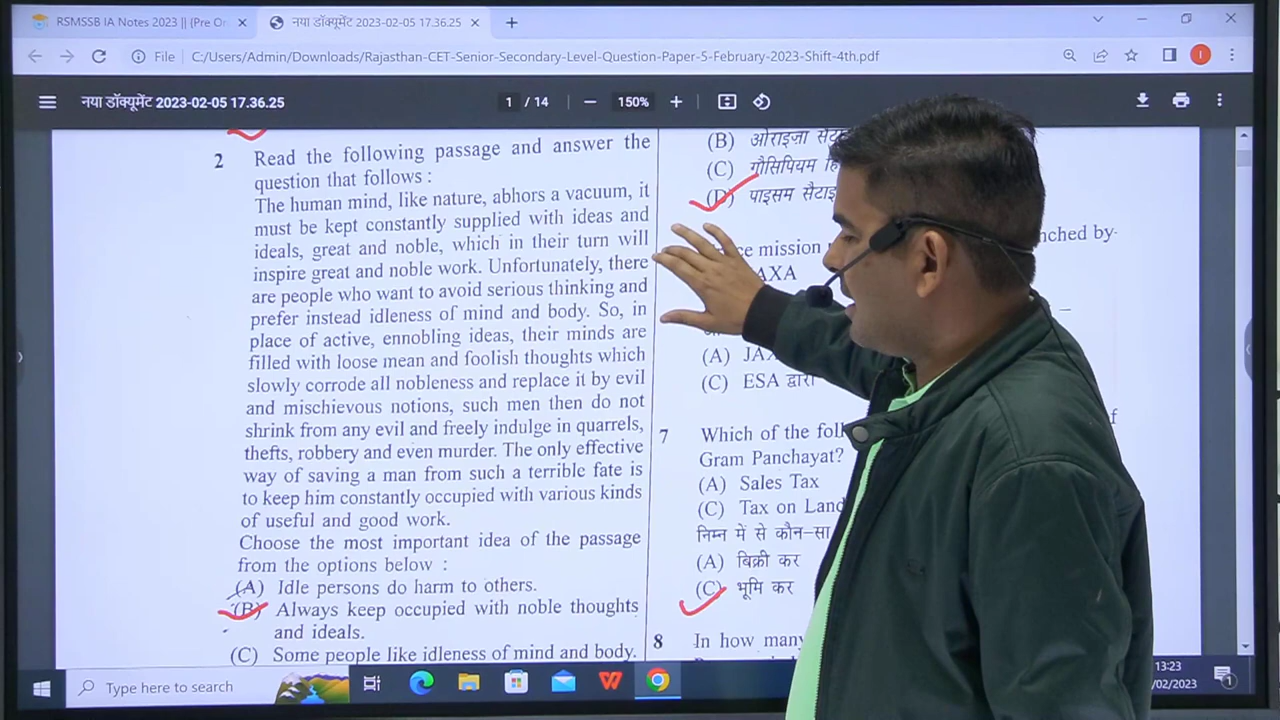 RSMSSB IA Notes 2023 || (Pre Or
नया डॉक्यूमेंट 2023-02-05 17.36.25
File
C:/Users/Admin/Downloads/Rajasthan-CET-Senior-Secondary-Level-Question-Paper-5-February-2023-Shift-4th.pdf
नया डॉक्यूमेंट 2023-02-05 17.36.25
1 / 14
150%
2 Read the following passage and answer the
question that follows :
The human mind, like nature, abhors a vacuum, it
must be kept constantly supplied with ideas and
ideals, great and noble, which in their turn will
inspire great and noble work. Unfortunately, there
are people who want to avoid serious thinking and
prefer instead idleness of mind and body. So, in
place of active, ennobling ideas, their minds are
filled with loose mean and foolish thoughts which
slowly corrode all nobleness and replace it by evil
and mischievous notions, such men then do not
shrink from any evil and freely indulge in quarrels,
thefts, robbery and even murder. The only effective
way of saving a man from such a terrible fate is
to keep him constantly occupied with various kinds
of useful and good work.
Choose the most important idea of the passage
from the options below :
(A) Idle persons do harm to others.
(B) Always keep occupied with noble thoughts
and ideals.
(C) Some people like idleness of mind and body.
(B) ओराइज़ा
(C) गौसिपियम
(D) पाइसम
mission
by-
(A) JAX
(C) ESA द्वारा
7 Which of the
Gram Panchayat?
(A) Sales Tax
(C) Tax on Land
निम्न में से कौन-सा
(A) बिक्री कर
(C) भूमि कर
8 In how many
Type here to search
13:23
/02/2023
1